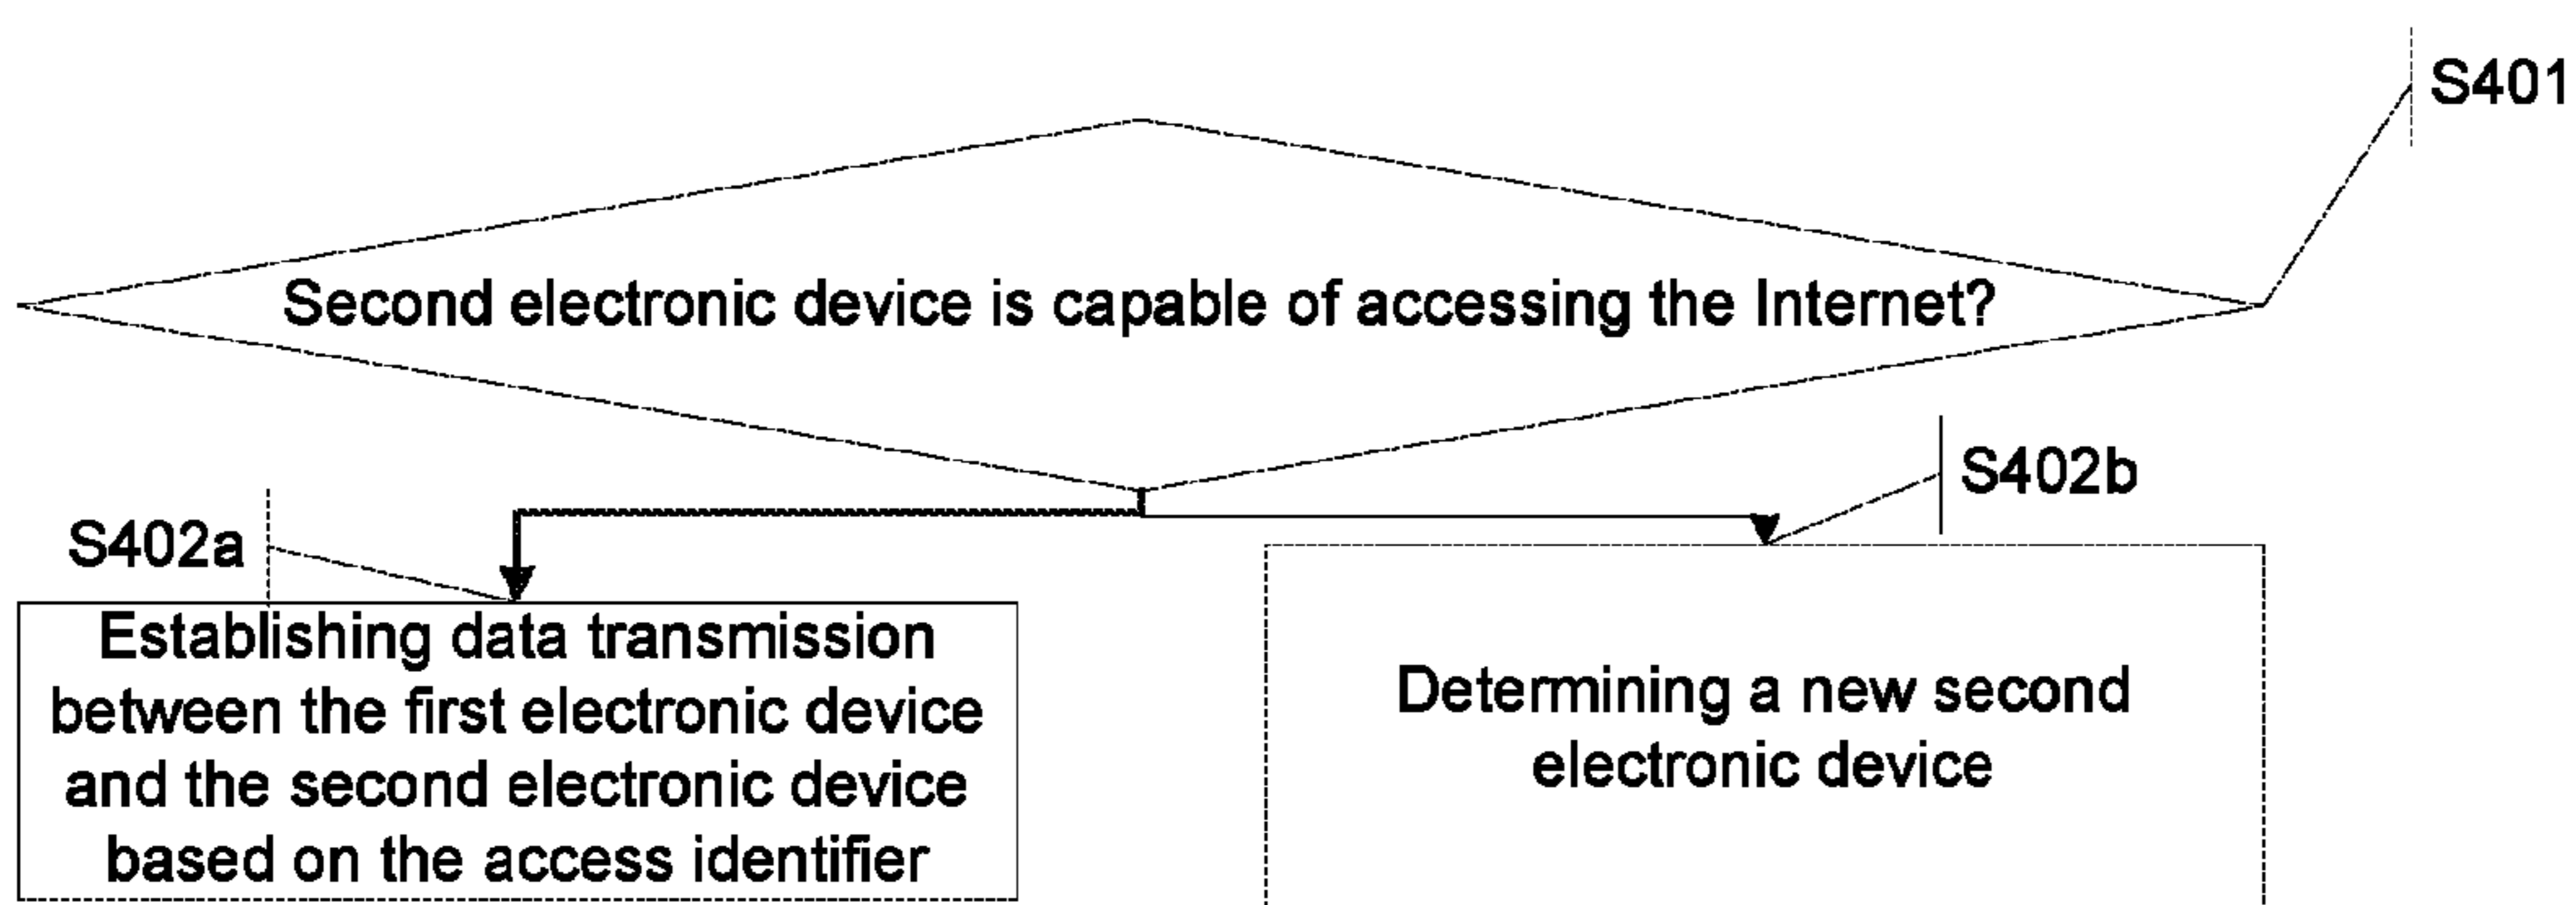 S401
Second electronic device is capable of accessing the Internet?
S402b
S402a
Establishing data transmission
between the first electronic device
and the second electronic device
based on the access identifier
Determining a new second
electronic device